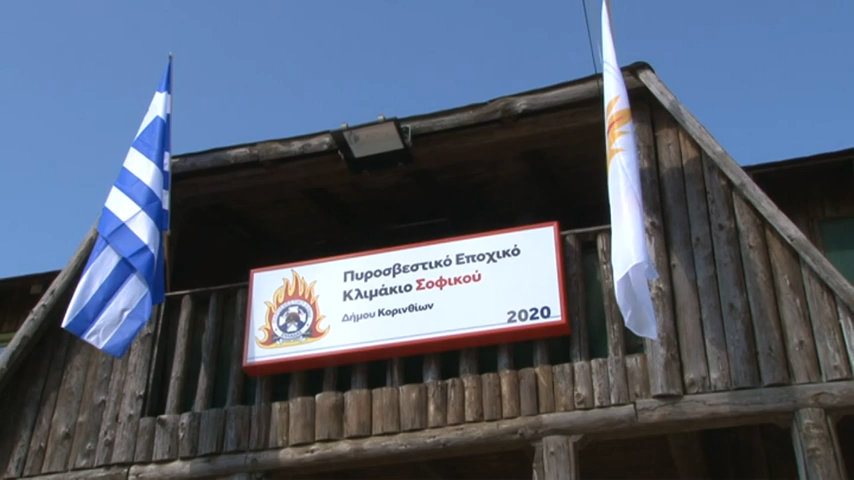 Πυροσβεστικό Εποχικό
Κλιμάκιο Σοφικού
Δήμου Κορινθίων
2020